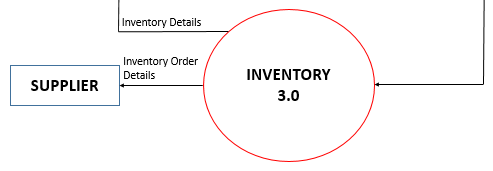 Inventory Details
Inventory Order
Details
SUPPLIER
INVENTORY
3.0